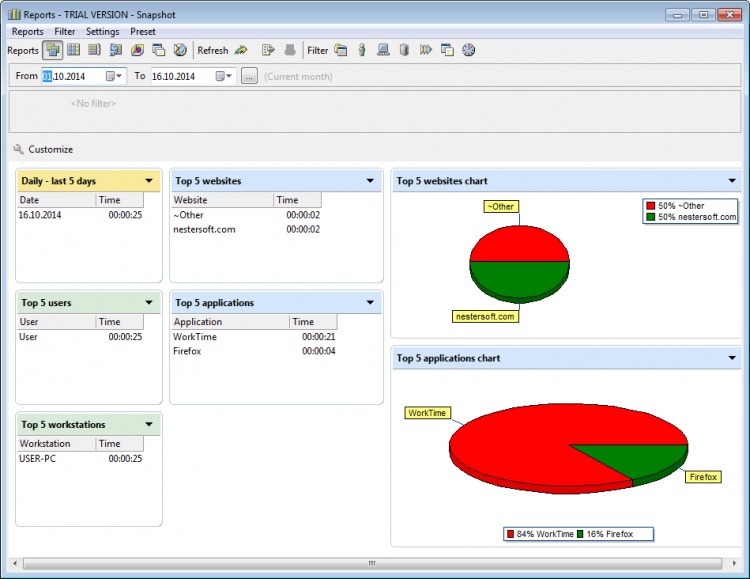 Reports - TRIAL VERSION - Snapshot
Reports Filter Settings Preset
Reports Refresh Filter
From 01.10.2014 To 16.10.2014 ... (Current month)
<No filter>
Customize
Daily - last 5 days
Date Time
16.10.2014 00:00:25
Top 5 websites
Website Time
~Other 00:00:02
nestersoft.com 00:00:02
Top 5 websites chart
~Other
50% ~Other
50% nestersoft.com
nestersoft.com
Top 5 users
User Time
User 00:00:25
Top 5 applications
Application Time
WorkTime 00:00:21
Firefox 00:00:04
Top 5 applications chart
WorkTime
Firefox
84% WorkTime 16% Firefox
Top 5 workstations
Workstation Time
USER-PC 00:00:25